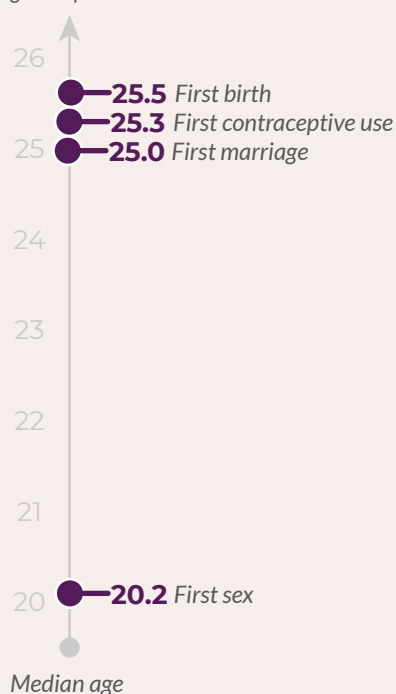 26
25.5 First birth
25.3 First contraceptive use
25
25.0 First marriage
24
23
22
21
20
20.2 First sex
Median age